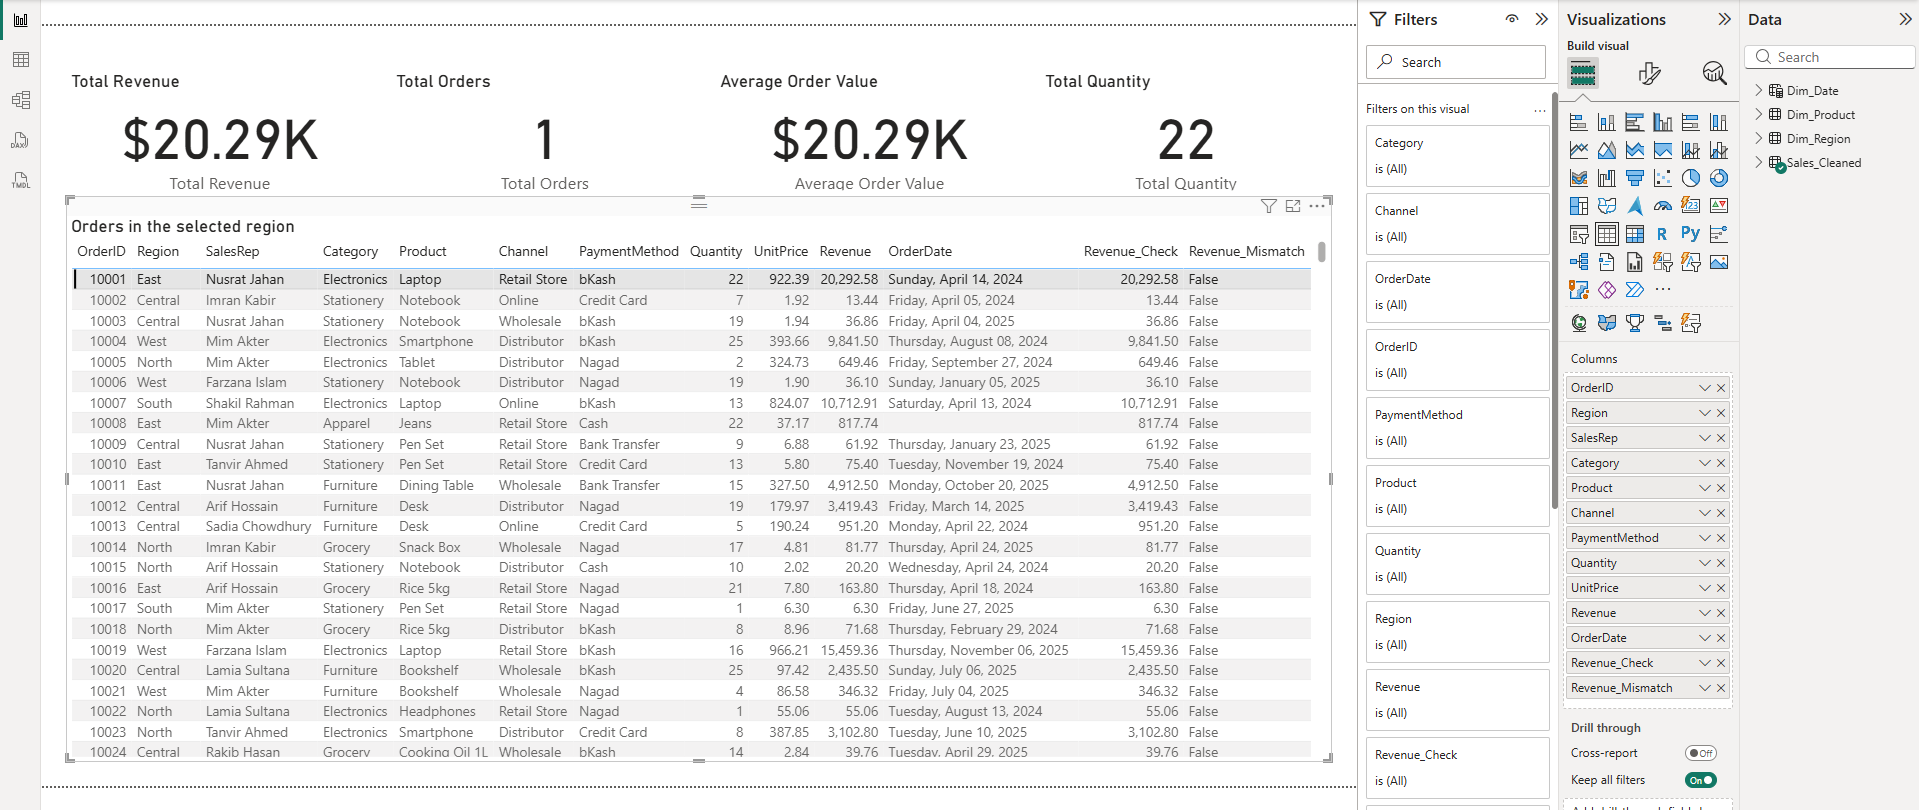 Total Revenue Total Orders Average Order Value Total Quantity
$20.29K 1 $20.29K 22
Total Revenue Total Orders Average Order Value Total Quantity
Orders in the selected region
OrderID Region SalesRep Category Product Channel PaymentMethod Quantity UnitPrice Revenue OrderDate Revenue_Check Revenue_Mismatch
10001 East Nusrat Jahan Electronics Laptop Retail Store bKash 22 922.39 20,292.58 Sunday, April 14, 2024 20,292.58 False
10002 Central Imran Kabir Stationery Notebook Online Credit Card 7 1.92 13.44 Friday, April 05, 2024 13.44 False
10003 Central Nusrat Jahan Stationery Notebook Wholesale bKash 19 1.94 36.86 Friday, April 04, 2025 36.86 False
10004 West Mim Akter Electronics Smartphone Distributor bKash 25 393.66 9,841.50 Thursday, August 08, 2024 9,841.50 False
10005 North Mim Akter Electronics Tablet Distributor Nagad 2 324.73 649.46 Friday, September 27, 2024 649.46 False
10006 West Farzana Islam Stationery Notebook Distributor Nagad 19 1.90 36.10 Sunday, January 05, 2025 36.10 False
10007 South Shakil Rahman Electronics Laptop Online bKash 13 824.07 10,712.91 Saturday, April 13, 2024 10,712.91 False
10008 East Mim Akter Apparel Jeans Retail Store Cash 22 37.17 817.74 817.74 False
10009 Central Nusrat Jahan Stationery Pen Set Retail Store Bank Transfer 9 6.88 61.92 Thursday, January 23, 2025 61.92 False
10010 East Tanvir Ahmed Stationery Pen Set Retail Store Credit Card 13 5.80 75.40 Tuesday, November 19, 2024 75.40 False
10011 East Nusrat Jahan Furniture Dining Table Wholesale Bank Transfer 15 327.50 4,912.50 Monday, October 20, 2025 4,912.50 False
10012 Central Arif Hossain Furniture Desk Distributor Nagad 19 179.97 3,419.43 Friday, March 14, 2025 3,419.43 False
10013 Central Sadia Chowdhury Furniture Desk Online Credit Card 5 190.24 951.20 Monday, April 22, 2024 951.20 False
10014 North Imran Kabir Grocery Snack Box Wholesale Nagad 17 4.81 81.77 Thursday, April 24, 2025 81.77 False
10015 North Arif Hossain Stationery Notebook Distributor Cash 10 2.02 20.20 Wednesday, April 24, 2024 20.20 False
10016 East Arif Hossain Grocery Rice 5kg Retail Store Nagad 21 7.80 163.80 Thursday, April 18, 2024 163.80 False
10017 South Mim Akter Stationery Pen Set Retail Store Nagad 1 6.30 6.30 Friday, June 27, 2025 6.30 False
10018 North Mim Akter Grocery Rice 5kg Distributor bKash 8 8.96 71.68 Thursday, February 29, 2024 71.68 False
10019 West Farzana Islam Electronics Laptop Retail Store bKash 16 966.21 15,459.36 Thursday, November 06, 2025 15,459.36 False
10020 Central Lamia Sultana Furniture Bookshelf Wholesale bKash 25 97.42 2,435.50 Sunday, July 06, 2025 2,435.50 False
10021 West Mim Akter Furniture Bookshelf Wholesale Nagad 4 86.58 346.32 Friday, July 04, 2025 346.32 False
10022 North Lamia Sultana Electronics Headphones Retail Store Nagad 1 55.06 55.06 Tuesday, August 13, 2024 55.06 False
10023 North Tanvir Ahmed Electronics Smartphone Distributor Credit Card 8 387.85 3,102.80 Tuesday, June 10, 2025 3,102.80 False
10024 Central Rakib Hasan Grocery Cooking Oil 1L Wholesale bKash 14 2.84 39.76 Tuesday, April 29, 2025 39.76 False
DAX
TMDL
Filters
Search
Filters on this visual
Category
is (All)
Channel
is (All)
OrderDate
is (All)
OrderID
is (All)
PaymentMethod
is (All)
Product
is (All)
Quantity
is (All)
Region
is (All)
Revenue
is (All)
Revenue_Check
is (All)
Visualizations
Build visual
123
R Py
Columns
OrderID
Region
SalesRep
Category
Product
Channel
PaymentMethod
Quantity
UnitPrice
Revenue
OrderDate
Revenue_Check
Revenue_Mismatch
Drill through
Cross-report Off
Keep all filters On
Data
Search
Dim_Date
Dim_Product
Dim_Region
Sales_Cleaned